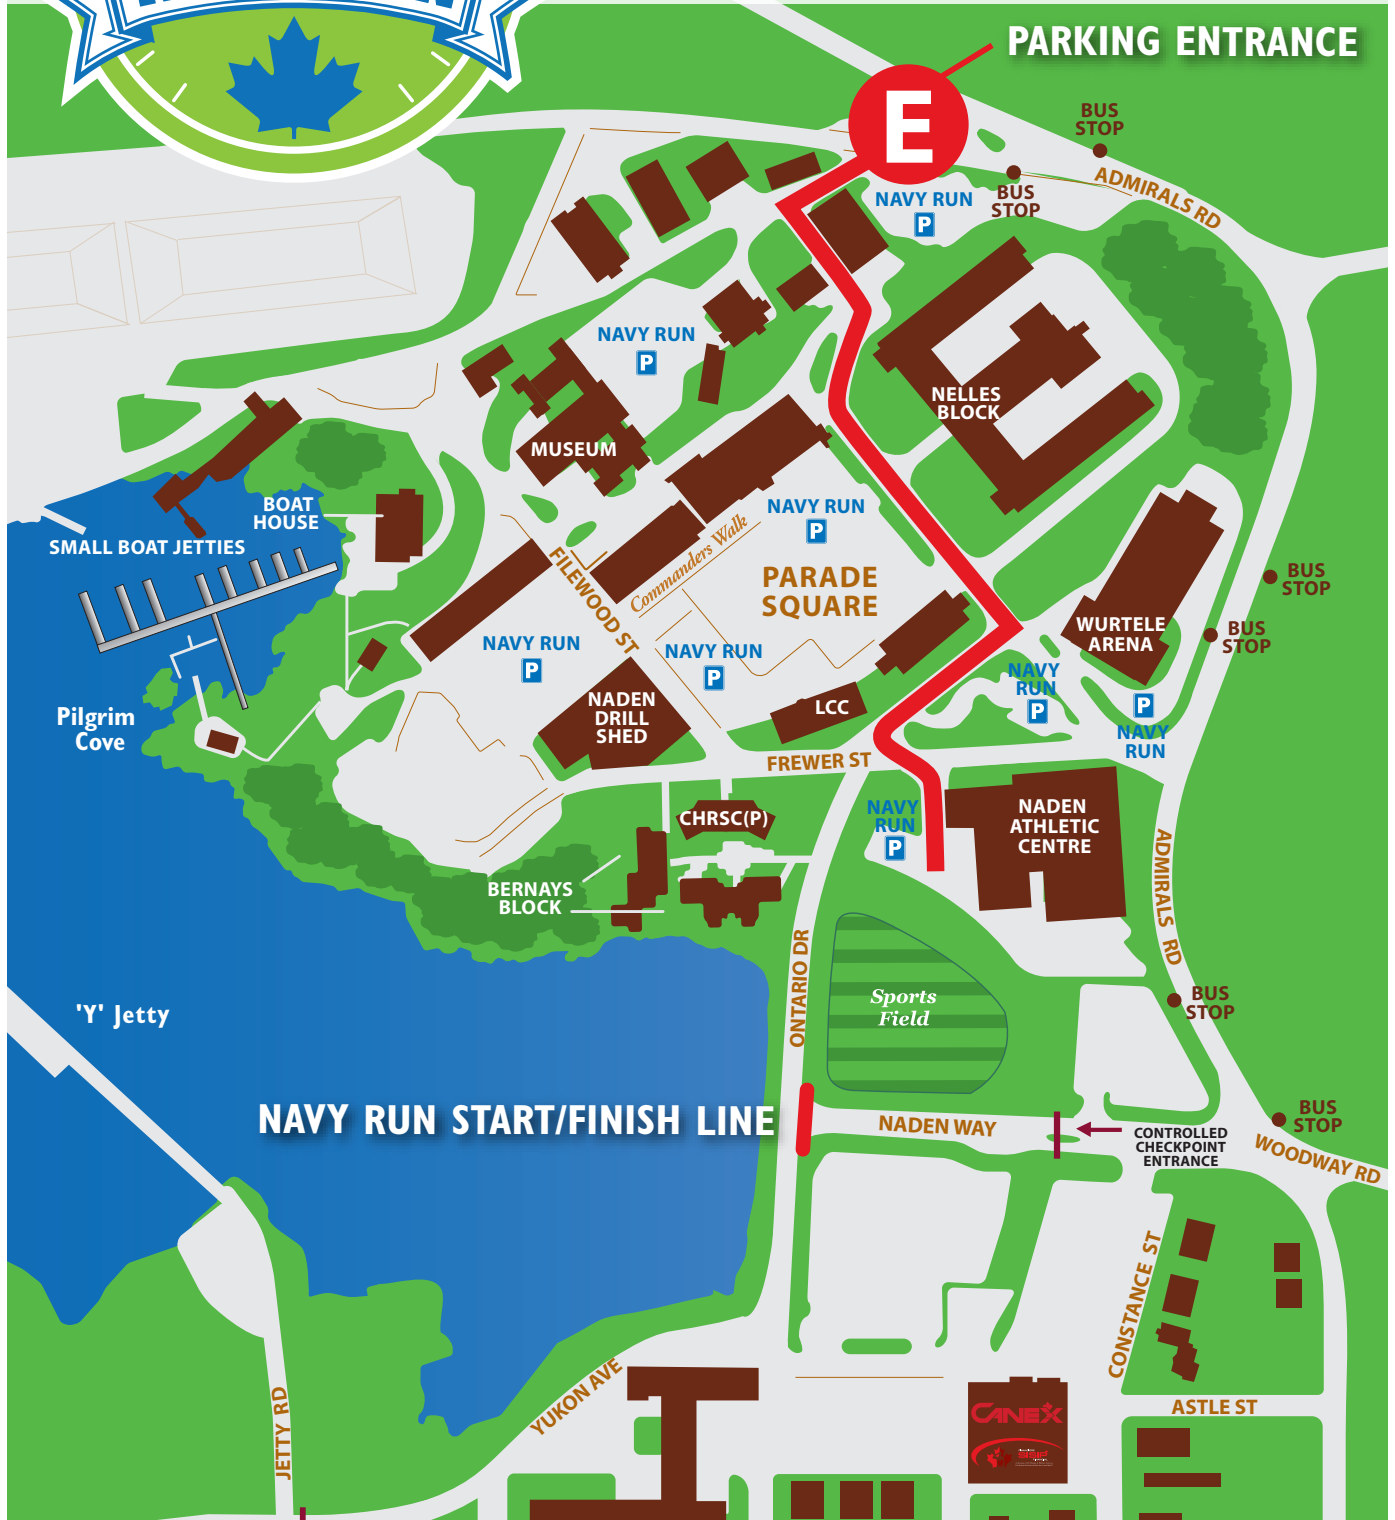 PARKING ENTRANCE
E
BUS
STOP
ADMIRALS RD
BUS
STOP
NAVY RUN
P
NAVY RUN
P
NELLES
BLOCK
MUSEUM
BOAT
HOUSE
SMALL BOAT JETTIES
NAVY RUN
P
Commanders Walk
FILEWOOD ST
PARADE
SQUARE
BUS
STOP
BUS
STOP
WURTELE
ARENA
NAVY RUN
P
NAVY RUN
P
NAVY
RUN
P
P
NAVY
RUN
NADEN
DRILL
SHED
LCC
Pilgrim
Cove
FREWER ST
CHRSC(P)
NAVY
RUN
P
NADEN
ATHLETIC
CENTRE
ADMIRALS RD
BERNAYS
BLOCK
ONTARIO DR
Sports
Field
'Y' Jetty
BUS
STOP
NAVY RUN START/FINISH LINE
NADEN WAY
CONTROLLED
CHECKPOINT
ENTRANCE
BUS
STOP
WOODWAY RD
CONSTANCE ST
YUKON AVE
JETTY RD
CANEX
ASTLE ST